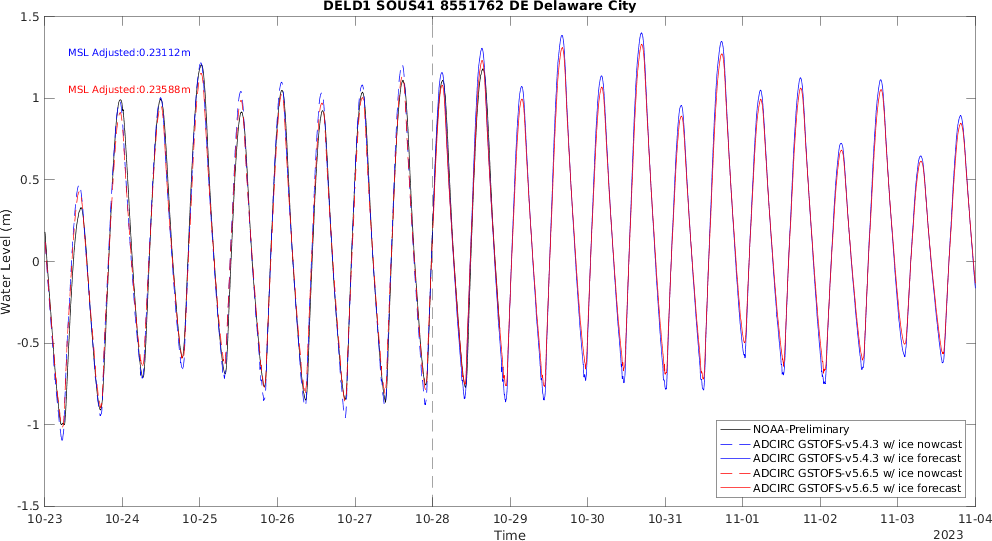 DELD1 SOUS41 8551762 DE Delaware City
1.5
1
0.5
0
-0.5
-1
-1.5
Water Level (m)
MSL Adjusted:0.23112m
MSL Adjusted:0.23588m
NOAA-Preliminary
ADCIRC GSTOFS-v5.4.3 w/ ice nowcast
ADCIRC GSTOFS-v5.4.3 w/ ice forecast
ADCIRC GSTOFS-v5.6.5 w/ ice nowcast
ADCIRC GSTOFS-v5.6.5 w/ ice forecast
10-23 10-24 10-25 10-26 10-27 10-28 10-29 10-30 10-31 11-01 11-02 11-03 11-04
Time
2023